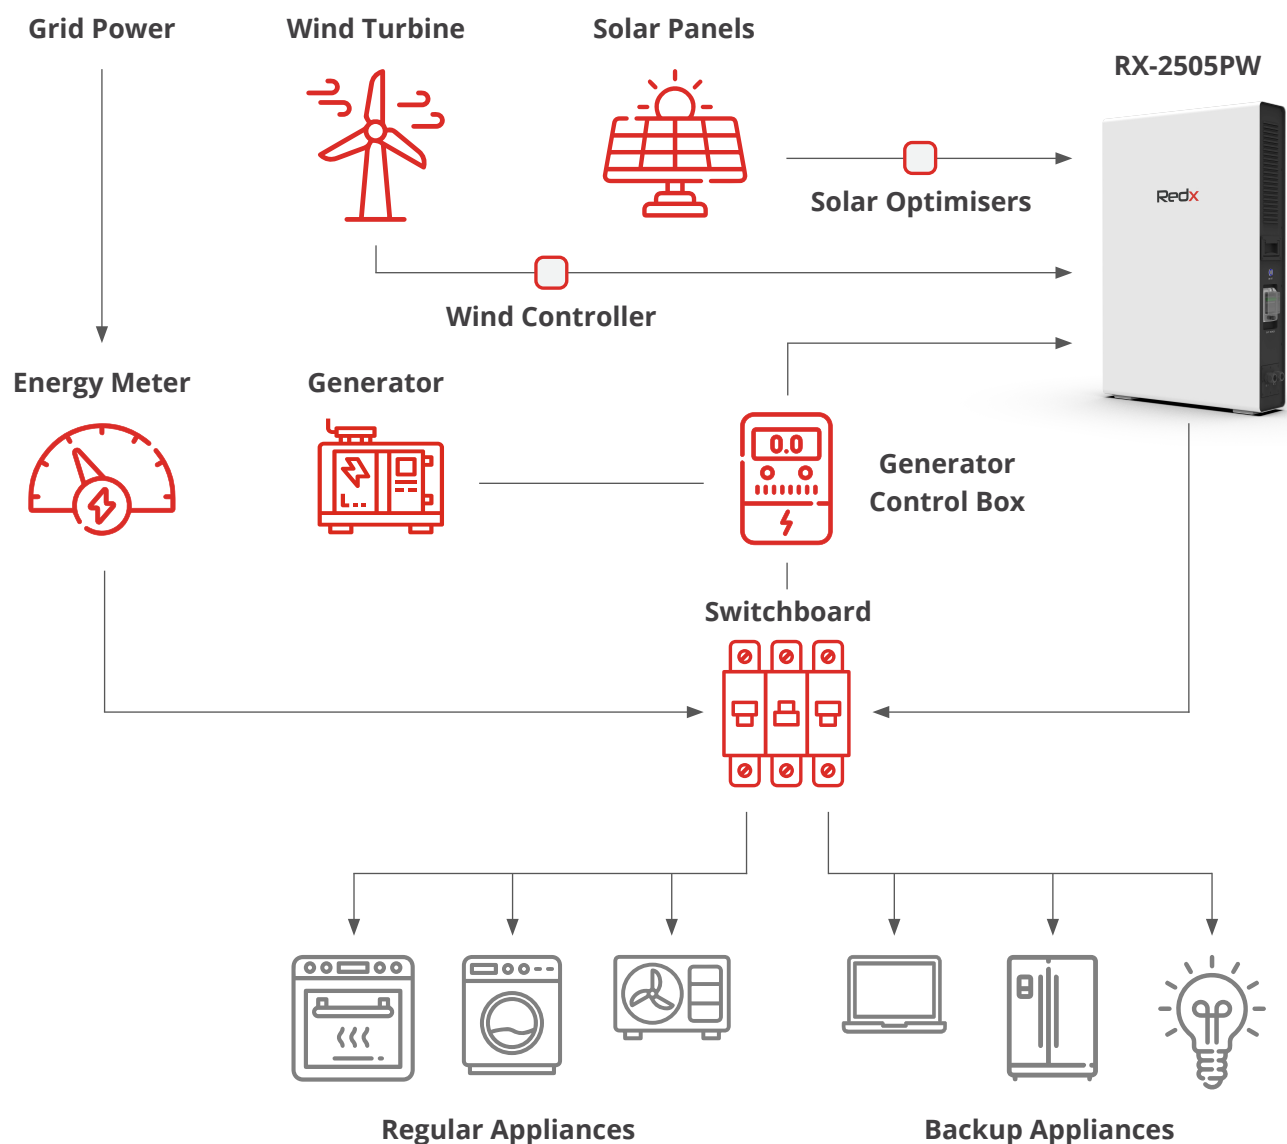 Grid Power
Wind Turbine
Solar Panels
RX-2505PW
Redx
Solar Optimisers
Wind Controller
Energy Meter
Generator
0.0
Generator
Control Box
Switchboard
Regular Appliances
Backup Appliances